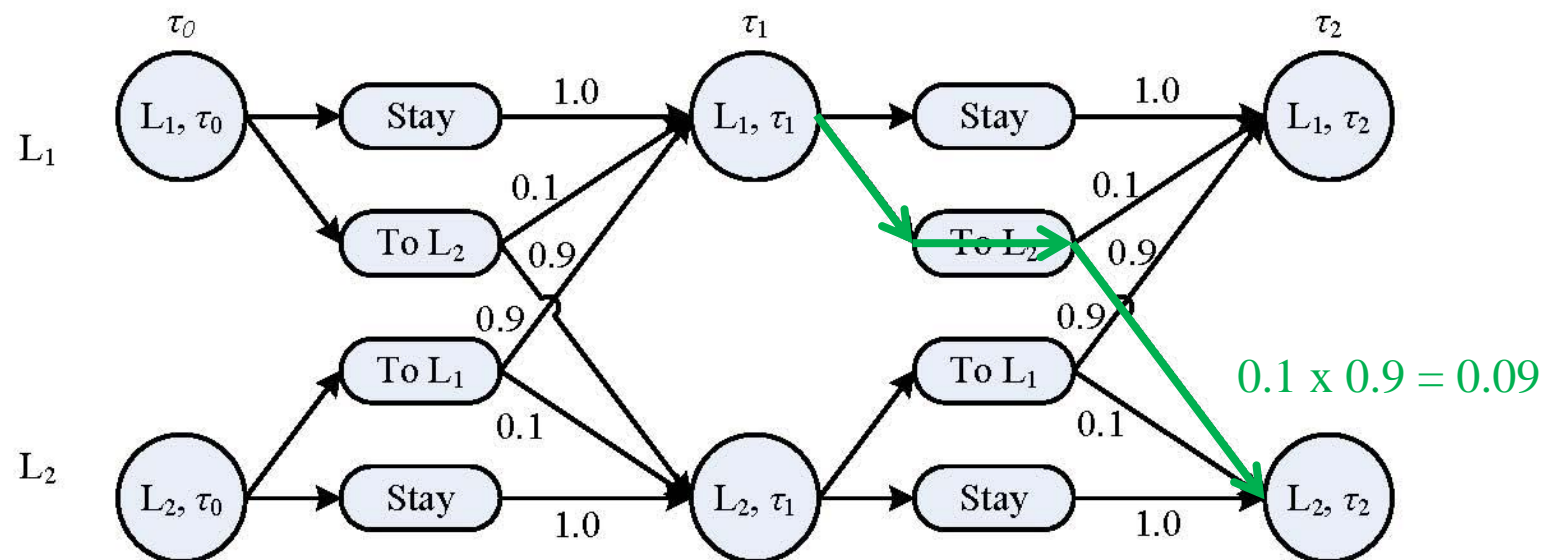 τ0 τ1 τ2
L1
L1, τ0 Stay 1.0 L1, τ1 Stay 1.0 L1, τ2
0.1 0.1
To L2 0.9 To L2 0.9
0.9 0.9
To L1 To L1 0.1 x 0.9 = 0.09
0.1 0.1
L2
L2, τ0 Stay 1.0 L2, τ1 Stay 1.0 L2, τ2